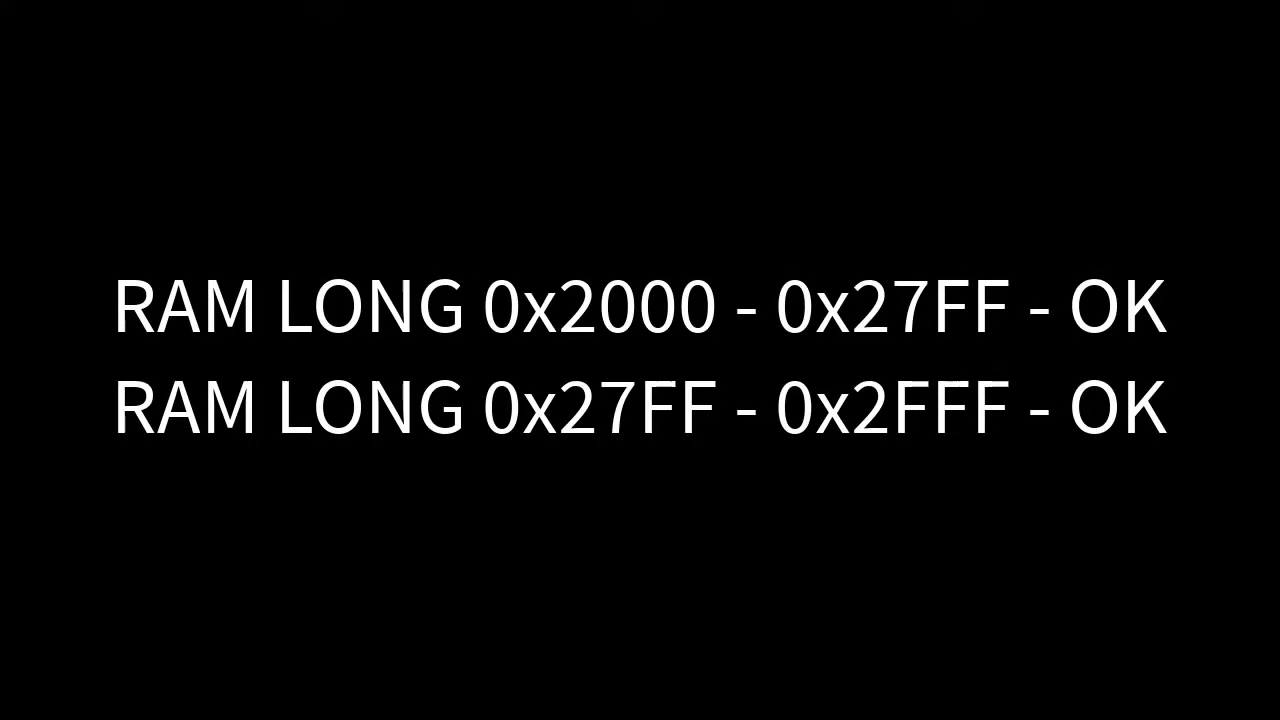 RAM LONG 0x2000 - 0x27FF - OK
RAM LONG 0x27FF - 0x2FFF - OK